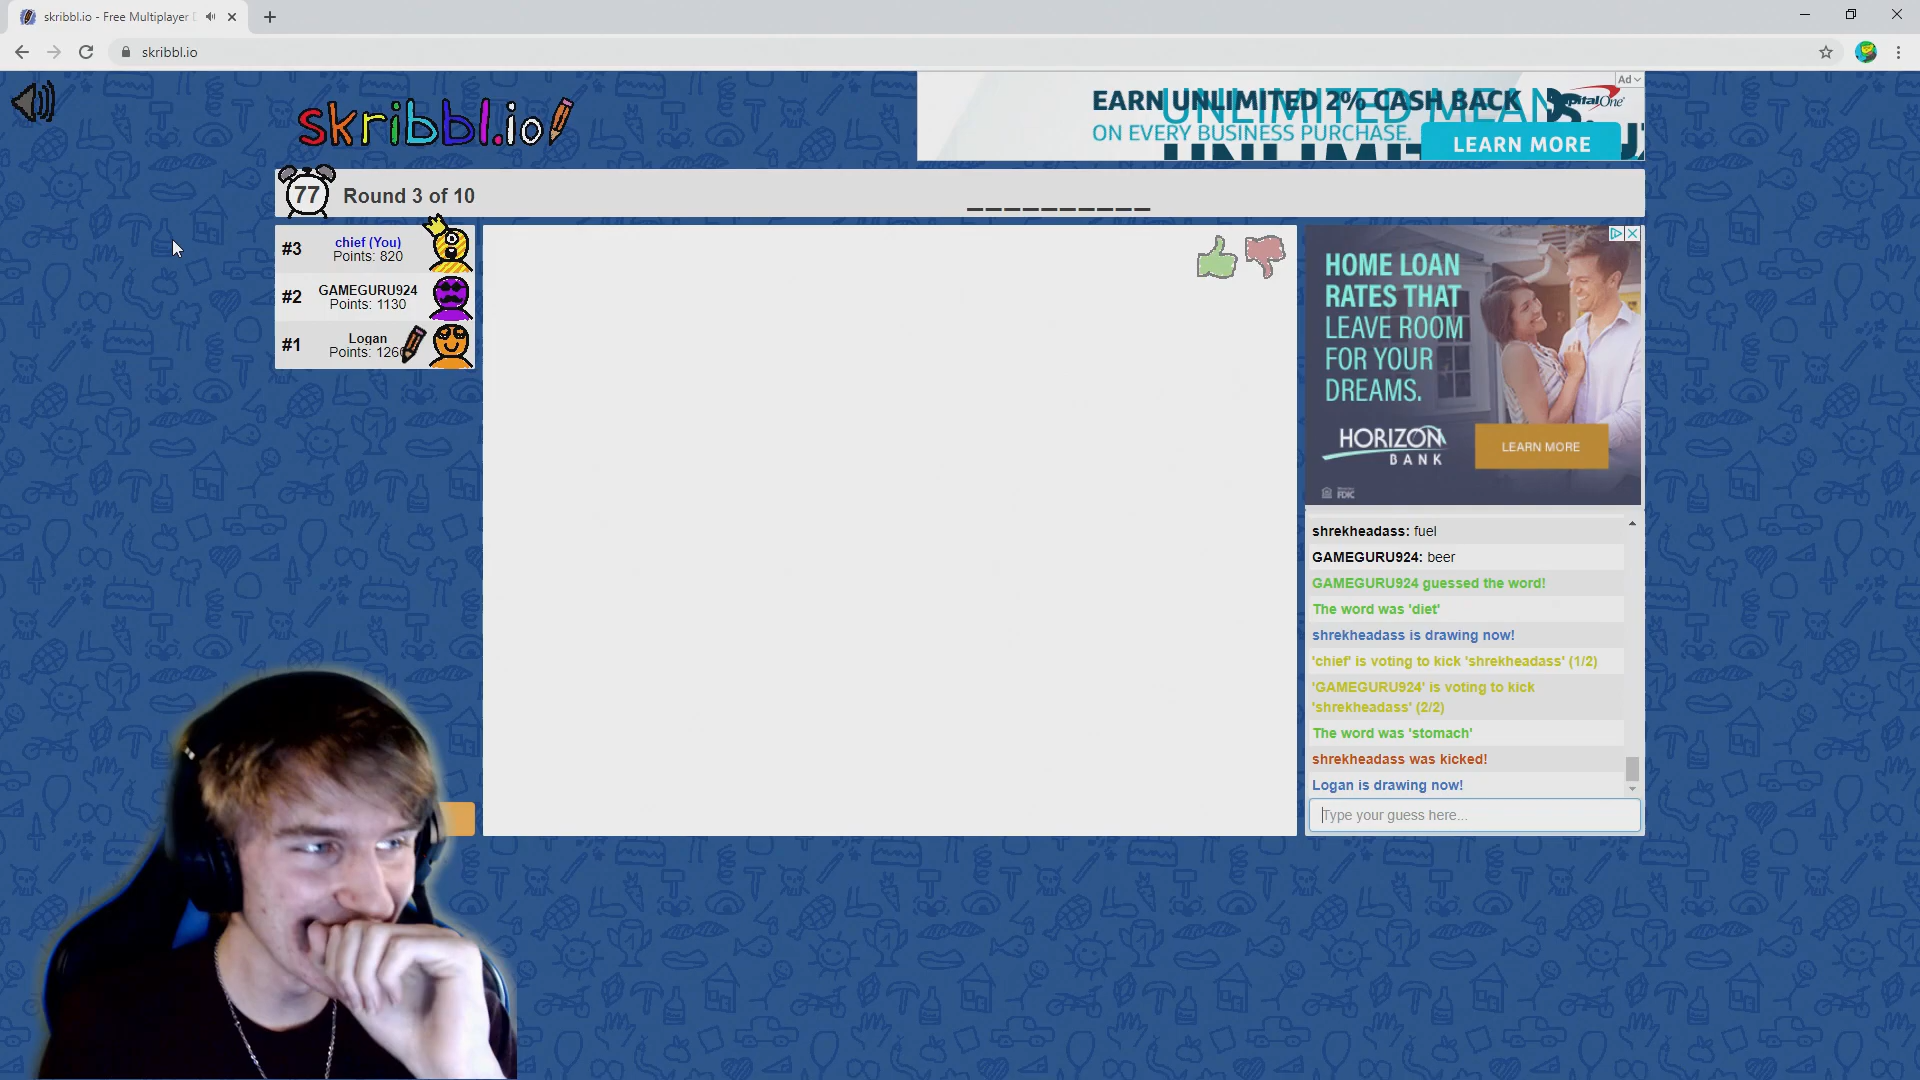 skribbl.io - Free Multiplayer
skribbl.io
skribbl.io
Ad
EARN UNLIMITED 2% CASH BACK
ON EVERY BUSINESS PURCHASE.
LEARN MORE
77
Round 3 of 10
__________
#3
chief (You)
Points: 820
#2
GAMEGURU924
Points: 1130
#1
Logan
Points: 1260
HOME LOAN
RATES THAT
LEAVE ROOM
FOR YOUR
DREAMS.
HORIZON
BANK
LEARN MORE
FDIC
shrekheadass: fuel
GAMEGURU924: beer
GAMEGURU924 guessed the word!
The word was 'diet'
shrekheadass is drawing now!
'chief' is voting to kick 'shrekheadass' (1/2)
'GAMEGURU924' is voting to kick
'shrekheadass' (2/2)
The word was 'stomach'
shrekheadass was kicked!
Logan is drawing now!
Type your guess here...